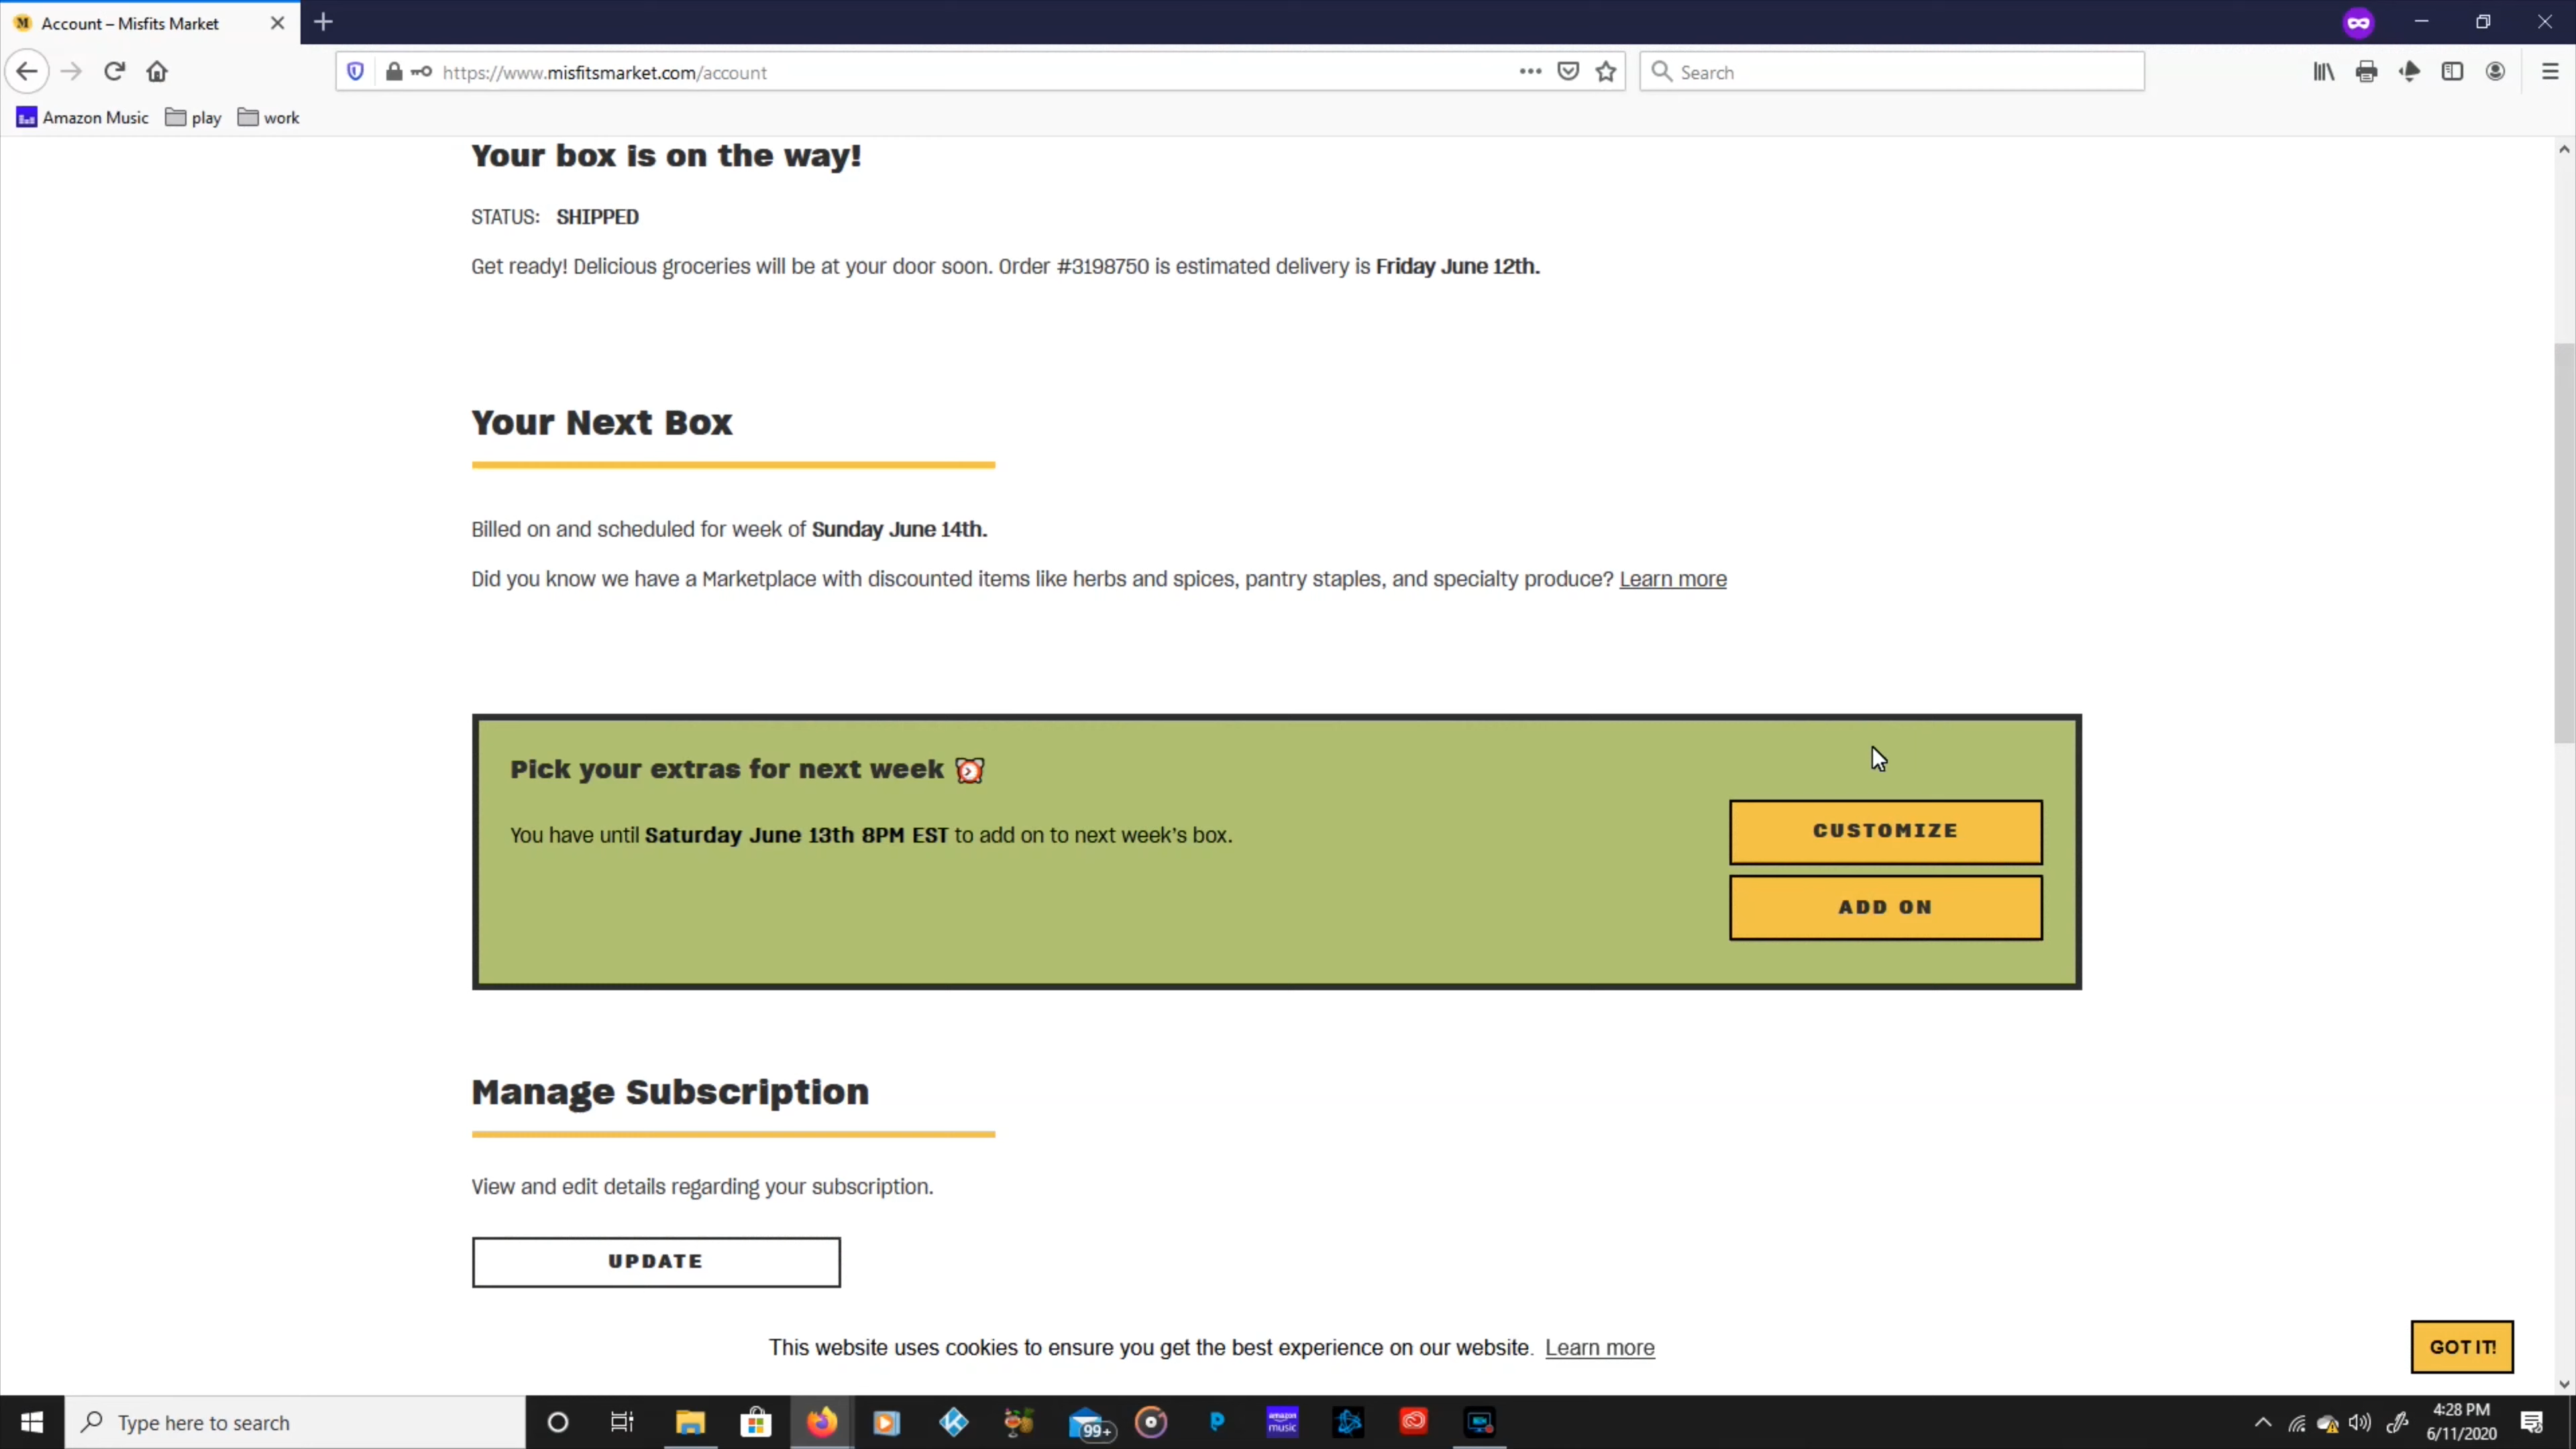 Account – Misfits Market
https://www.misfitsmarket.com/account
Search
Amazon Music
play
work
Your box is on the way!
STATUS: SHIPPED
Get ready! Delicious groceries will be at your door soon. Order #3198750 is estimated delivery is Friday June 12th.
Your Next Box
Billed on and scheduled for week of Sunday June 14th.
Did you know we have a Marketplace with discounted items like herbs and spices, pantry staples, and specialty produce? Learn more
Pick your extras for next week
You have until Saturday June 13th 8PM EST to add on to next week's box.
CUSTOMIZE
ADD ON
Manage Subscription
View and edit details regarding your subscription.
UPDATE
This website uses cookies to ensure you get the best experience on our website. Learn more
GOT IT!
Type here to search
99+
amazon music
4:28 PM
6/11/2020